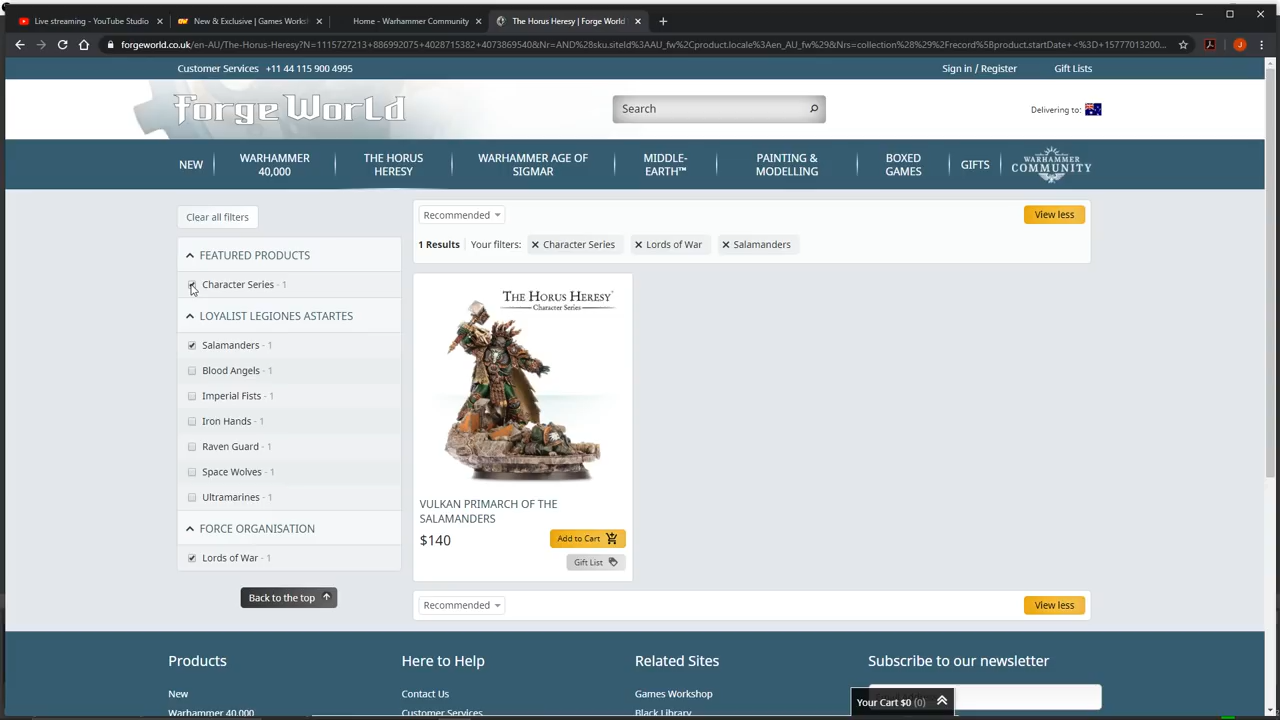 Live streaming - YouTube Studio
New & Exclusive | Games Worksh
Home - Warhammer Community
The Horus Heresy | Forge World
forgeworld.co.uk/en-AU/The-Horus-Heresy?N=1115727213+886992075+4028715382+4073869540&Nr=AND%28sku.siteId%3AAU_fw%2Cproduct.locale%3Aen_AU_fw%29&Nrs=collection%28%29%2Frecord%5Bproduct.startDate+<%3D+15777013200...
J
Customer Services +11 44 115 900 4995
Sign in / Register
Gift Lists
Forge World
Search
Delivering to:
NEW
WARHAMMER 40,000
THE HORUS HERESY
WARHAMMER AGE OF SIGMAR
MIDDLE-EARTH™
PAINTING & MODELLING
BOXED GAMES
GIFTS
WARHAMMER COMMUNITY
Clear all filters
FEATURED PRODUCTS
Character Series - 1
LOYALIST LEGIONES ASTARTES
Salamanders - 1
Blood Angels - 1
Imperial Fists - 1
Iron Hands - 1
Raven Guard - 1
Space Wolves - 1
Ultramarines - 1
FORCE ORGANISATION
Lords of War - 1
Back to the top
Recommended
View less
1 Results
Your filters:
Character Series
Lords of War
Salamanders
THE HORUS HERESY
Character Series
VULKAN PRIMARCH OF THE
SALAMANDERS
$140
Add to Cart
Gift List
Recommended
View less
Products
Here to Help
Related Sites
Subscribe to our newsletter
New
Contact Us
Games Workshop
Your Cart $0 (0)
Warhammer 40,000
Customer Services
Black Library